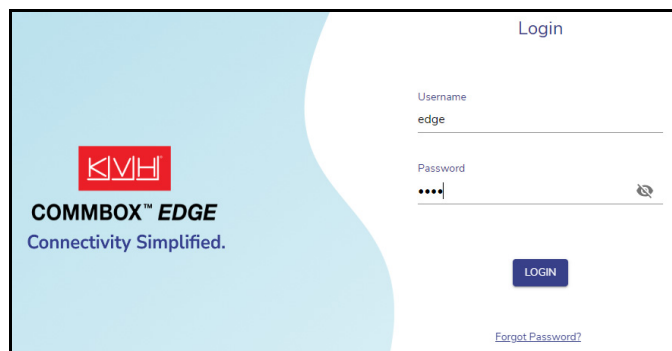 Login
Username
edge
Password
••••
KVH
COMMBOX™ EDGE
Connectivity Simplified.
LOGIN
Forgot Password?